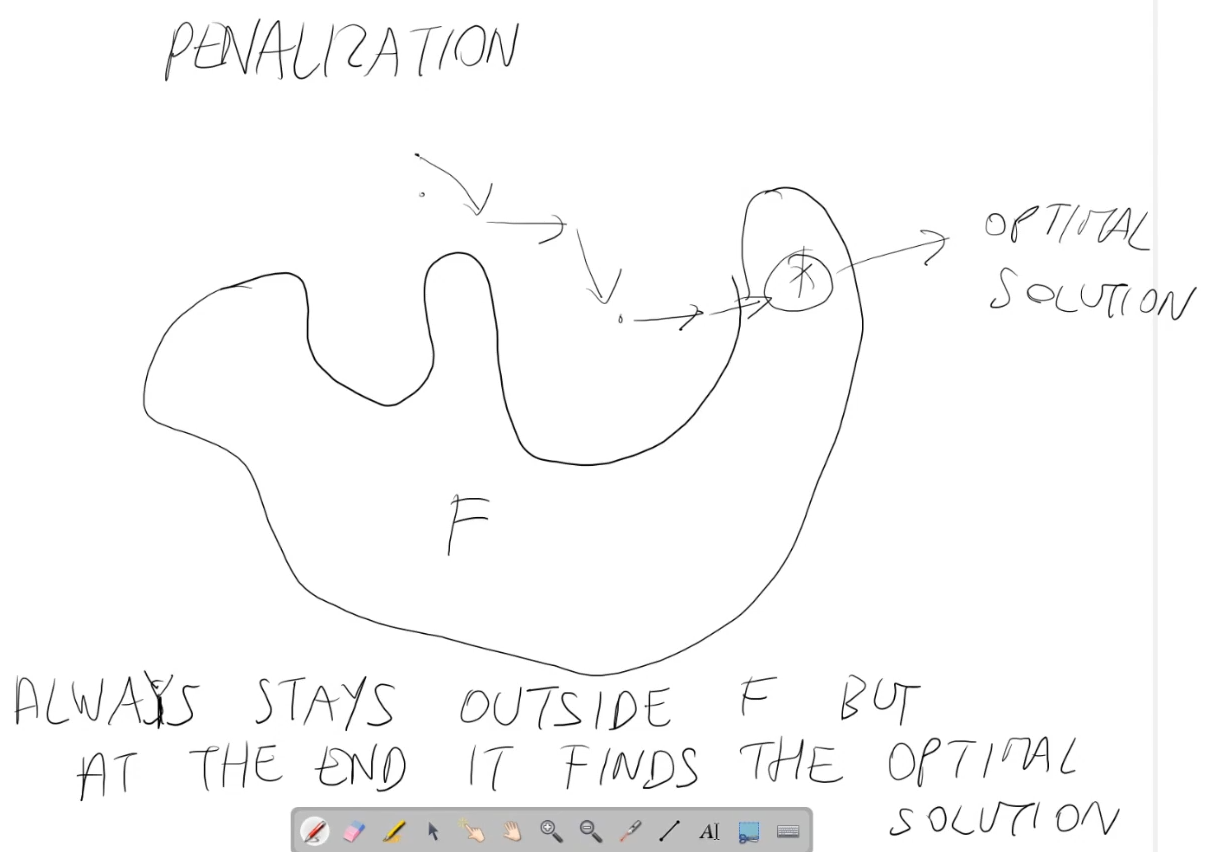 PENALIZATION
OPTIMAL
SOLUTION
*
F
ALWAYS STAYS OUTSIDE F BUT
AT THE END IT FINDS THE OPTIMAL
SOLUTION
AI